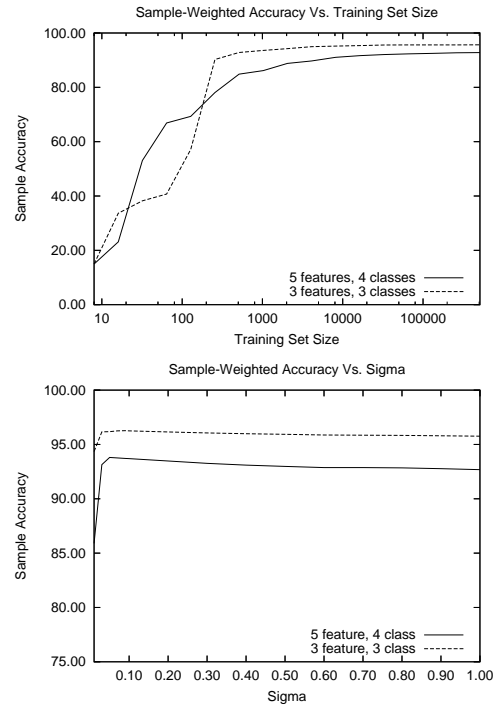 Sample-Weighted Accuracy Vs. Training Set Size
100.00
80.00
60.00
40.00
20.00
0.00
Sample Accuracy
5 features, 4 classes
3 features, 3 classes
10 100 1000 10000 100000
Training Set Size
Sample-Weighted Accuracy Vs. Sigma
100.00
95.00
90.00
85.00
80.00
75.00
Sample Accuracy
5 feature, 4 class
3 feature, 3 class
0.10 0.20 0.30 0.40 0.50 0.60 0.70 0.80 0.90 1.00
Sigma